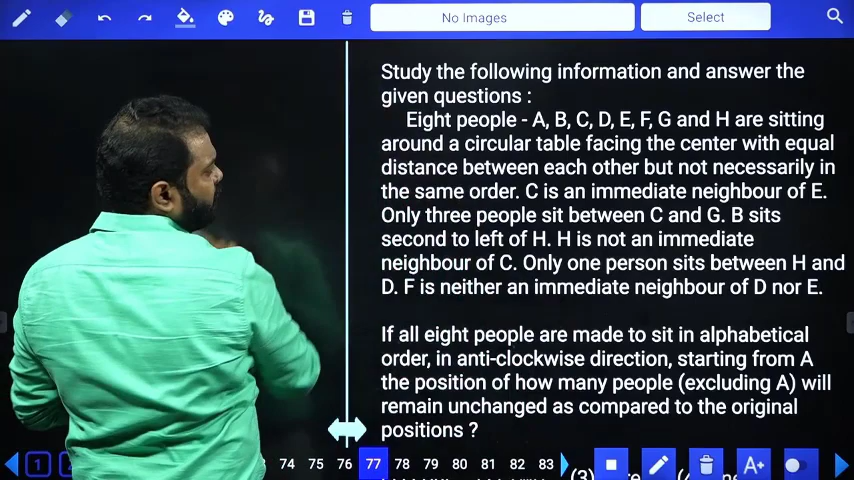 No Images
Select
Study the following information and answer the
given questions :
Eight people - A, B, C, D, E, F, G and H are sitting
around a circular table facing the center with equal
distance between each other but not necessarily in
the same order. C is an immediate neighbour of E.
Only three people sit between C and G. B sits
second to left of H. H is not an immediate
neighbour of C. Only one person sits between H and
D. F is neither an immediate neighbour of D nor E.
If all eight people are made to sit in alphabetical
order, in anti-clockwise direction, starting from A
the position of how many people (excluding A) will
remain unchanged as compared to the original
positions ?
1 74 75 76 77 78 79 80 81 82 83 A+
(3)